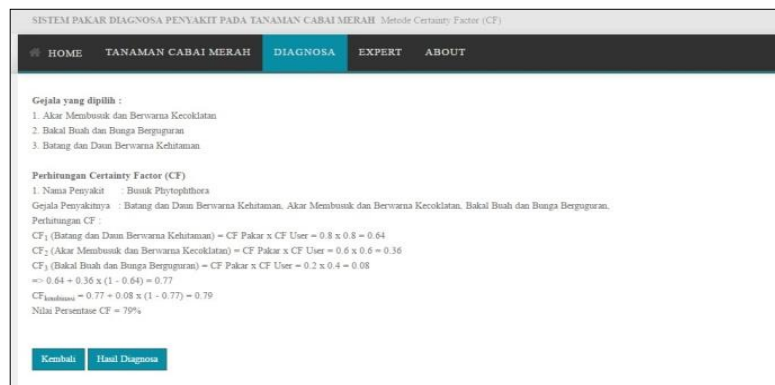 SISTEM PAKAR DIAGNOSA PENYAKIT PADA TANAMAN CABAI MERAH Metode Certainty Factor (CF)
HOME TANAMAN CABAI MERAH DIAGNOSA EXPERT ABOUT
Gejala yang dipilih :
1. Akar Membusuk dan Berwarna Kecoklatan
2. Bakal Buah dan Bunga Berguguran
3. Batang dan Daun Berwarna Kehitaman
Perhitungan Certainty Factor (CF)
1. Nama Penyakit : Busuk Phytophthora
Gejala Penyakitnya : Batang dan Daun Berwarna Kehitaman, Akar Membusuk dan Berwarna Kecoklatan, Bakal Buah dan Bunga Berguguran,
Perhitungan CF :
CF1 (Batang dan Daun Berwarna Kehitaman) = CF Pakar x CF User = 0.8 x 0.8 = 0.64
CF2 (Akar Membusuk dan Berwarna Kecoklatan) = CF Pakar x CF User = 0.6 x 0.6 = 0.36
CF3 (Bakal Buah dan Bunga Berguguran) = CF Pakar x CF User = 0.2 x 0.4 = 0.08
=> 0.64 + 0.36 x (1 - 0.64) = 0.77
CFkombinasi = 0.77 + 0.08 x (1 - 0.77) = 0.79
Nilai Persentase CF = 79%
Kembali Hasil Diagnosa